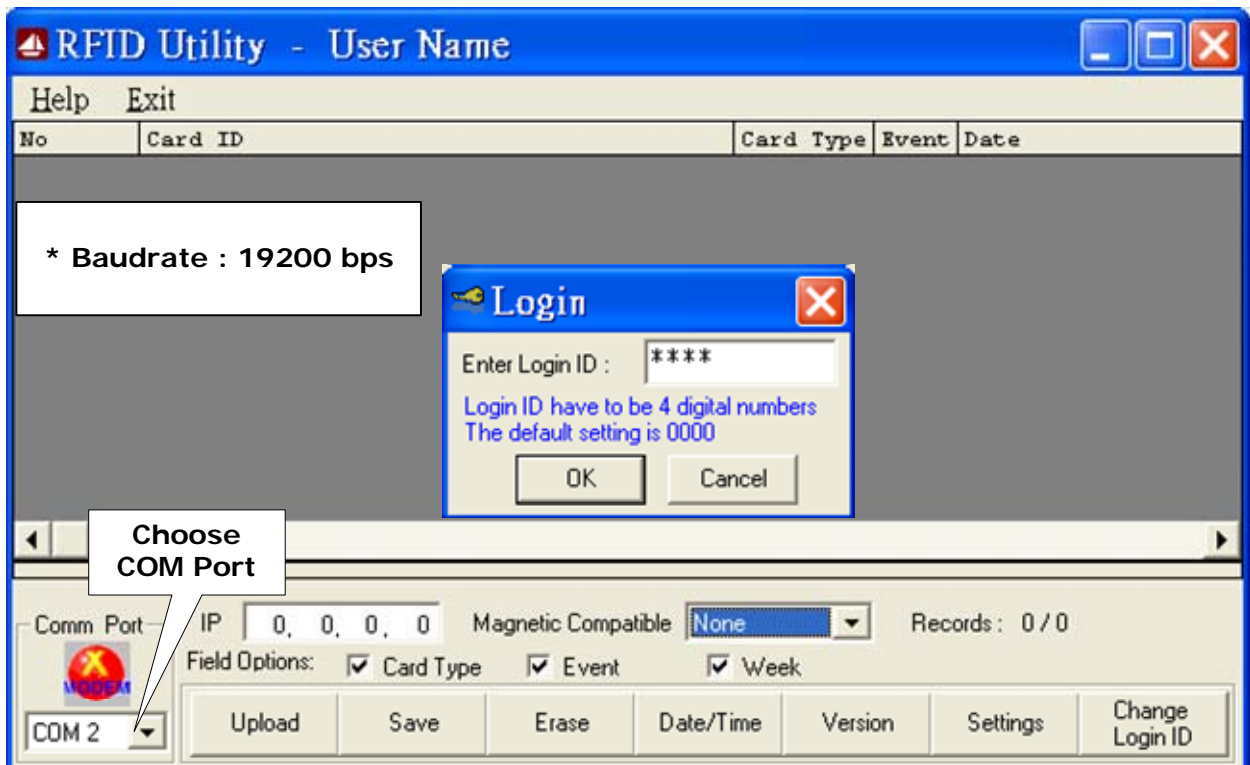 RFID Utility - User Name
Help Exit
No Card ID Card Type Event Date
* Baudrate : 19200 bps
Login
Enter Login ID : ****
Login ID have to be 4 digital numbers
The default setting is 0000
OK Cancel
Choose
COM Port
Comm Port IP 0. 0. 0. 0 Magnetic Compatible None Records : 0 / 0
X
MODEM
Field Options: Card Type Event Week
COM 2 Upload Save Erase Date/Time Version Settings Change
Login ID